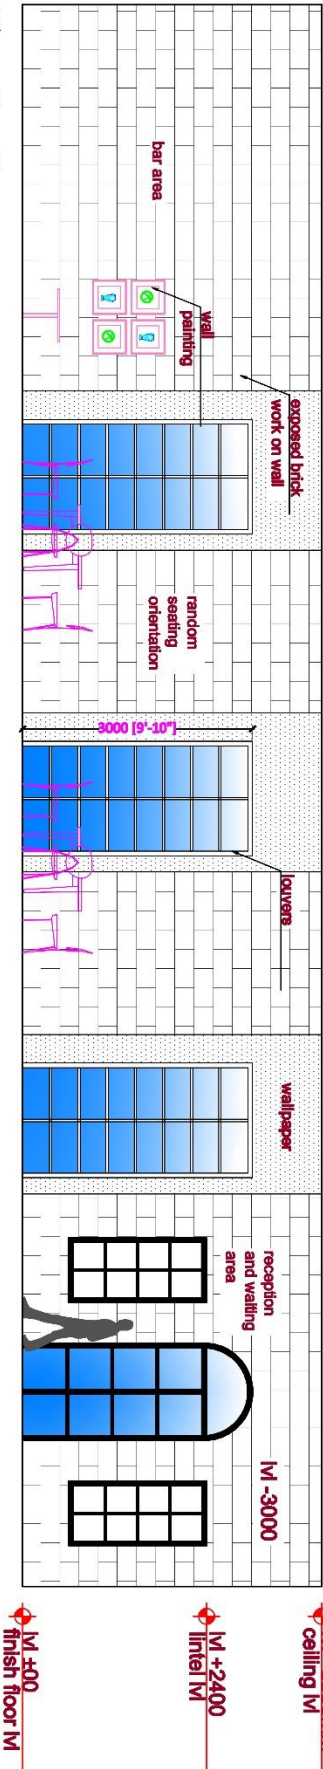 bar area
wall
painting
exposed brick
work on wall
random
seating
orientation
3000 [9'-10"]
louvers
wallpaper
reception
and waiting
area
lvl -3000
ceiling lvl
lvl +2400
lintel lvl
lvl ±00
finish floor lvl